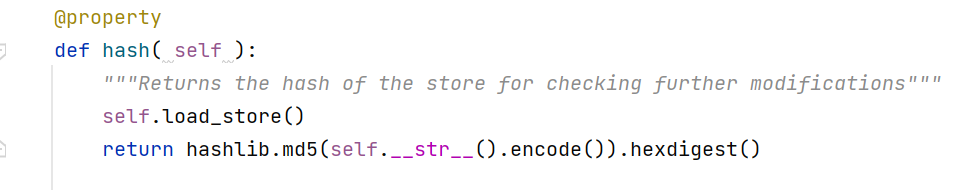 @property
def hash( self ):
"""Returns the hash of the store for checking further modifications"""
self.load_store()
return hashlib.md5(self.__str__().encode()).hexdigest()